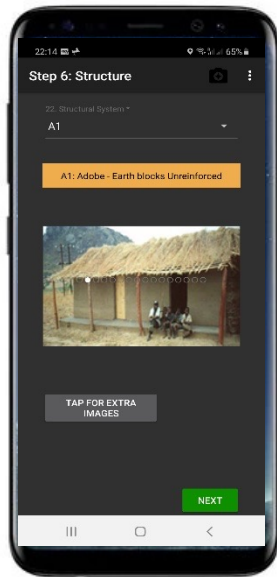 22:14
65%
Step 6: Structure
22. Structural System *
A1
A1: Adobe - Earth blocks Unreinforced
TAP FOR EXTRA
IMAGES
NEXT